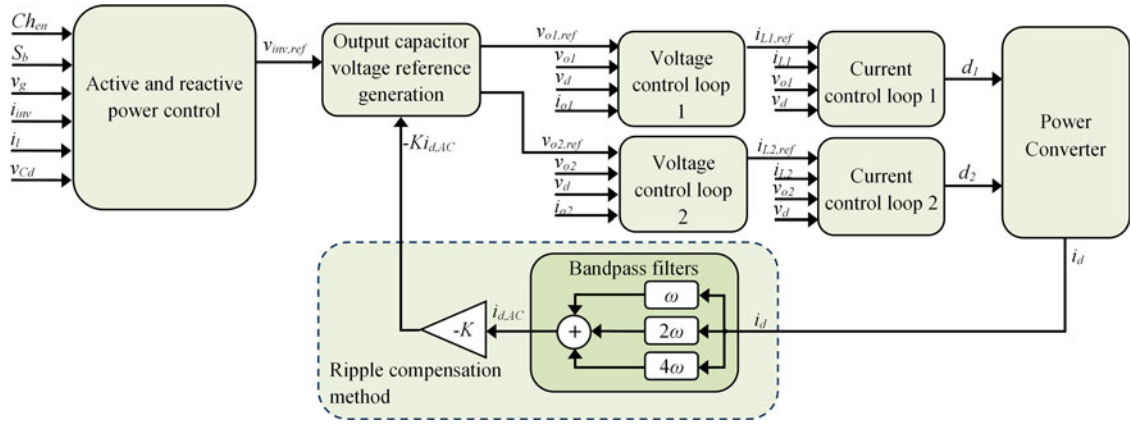 Ch_en
S_b
v_g
i_inv
i_l
v_Cd
Active and reactive
power control
v_inv,ref
Output capacitor
voltage reference
generation
-Ki_d,AC
v_o1,ref
v_o1
v_d
i_o1
Voltage
control loop
1
i_L1,ref
i_L1
v_o1
v_d
Current
control loop 1
d_1
v_o2,ref
v_o2
v_d
i_o2
Voltage
control loop
2
i_L2,ref
i_L2
v_o2
v_d
Current
control loop 2
d_2
Power
Converter
i_d
Bandpass filters
ω
2ω
4ω
+
i_d
i_d,AC
-K
Ripple compensation
method